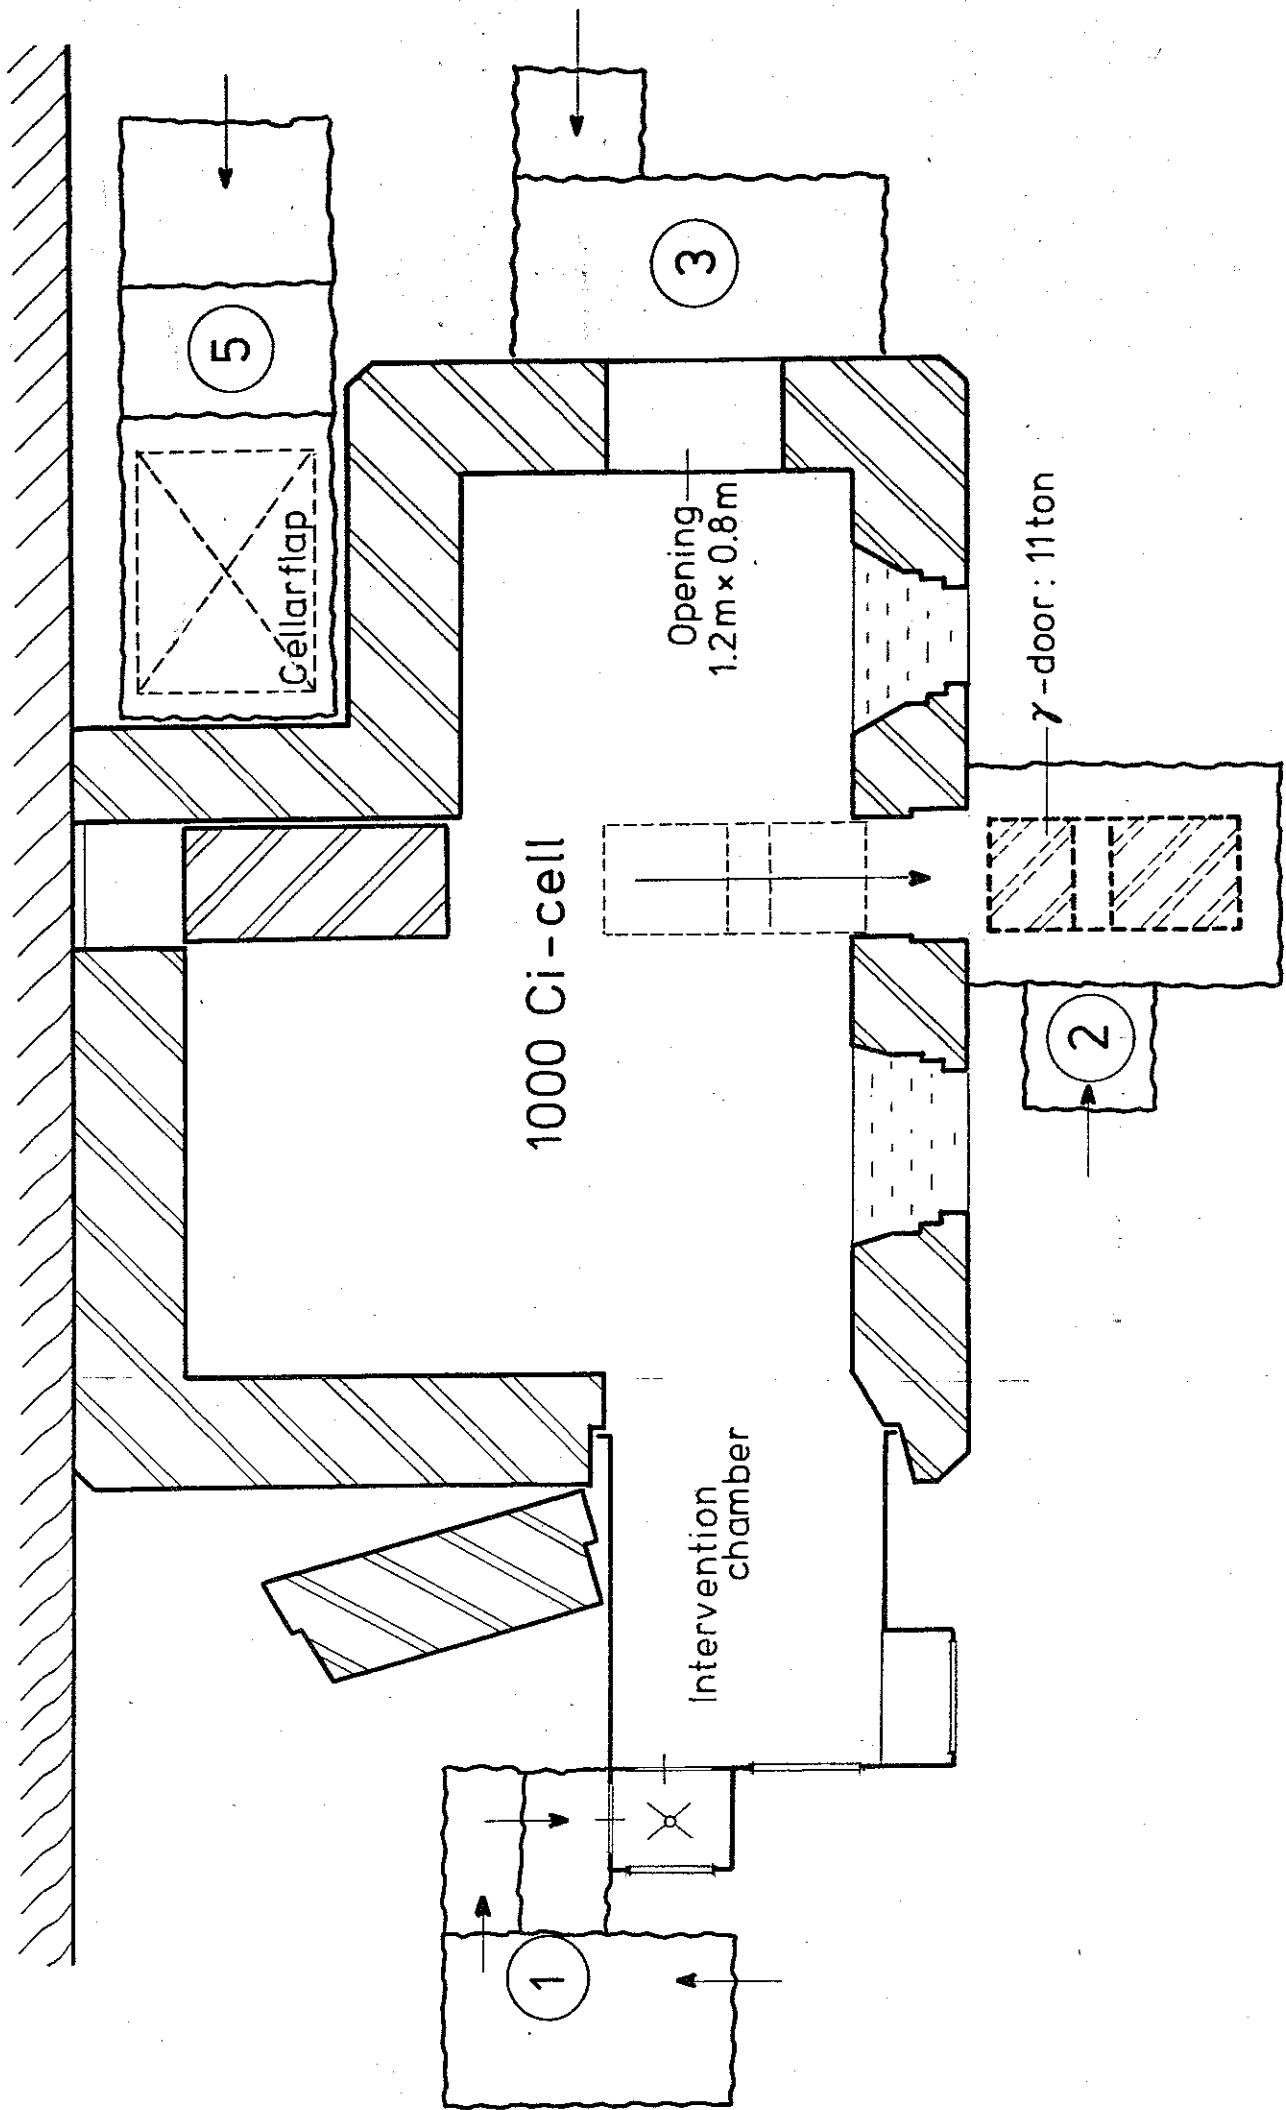 5
3
Cellarflap
Opening
1.2m × 0.8m
γ-door: 11ton
1000 Ci-cell
2
Intervention
chamber
1